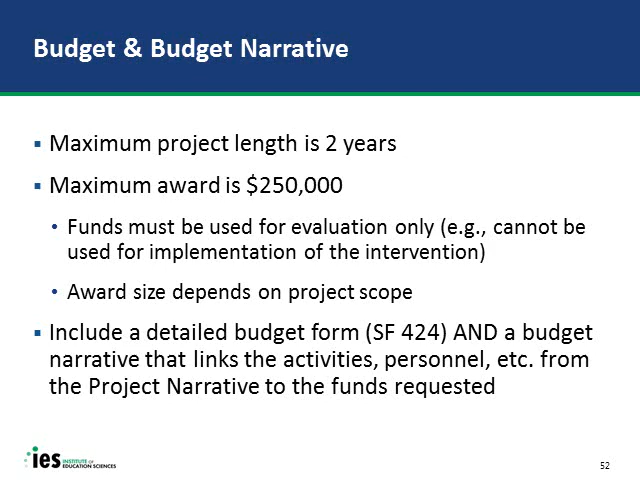 Budget & Budget Narrative
▪ Maximum project length is 2 years
▪ Maximum award is $250,000
• Funds must be used for evaluation only (e.g., cannot be
used for implementation of the intervention)
• Award size depends on project scope
▪ Include a detailed budget form (SF 424) AND a budget
narrative that links the activities, personnel, etc. from
the Project Narrative to the funds requested
ies INSTITUTE OF
EDUCATION SCIENCES
52